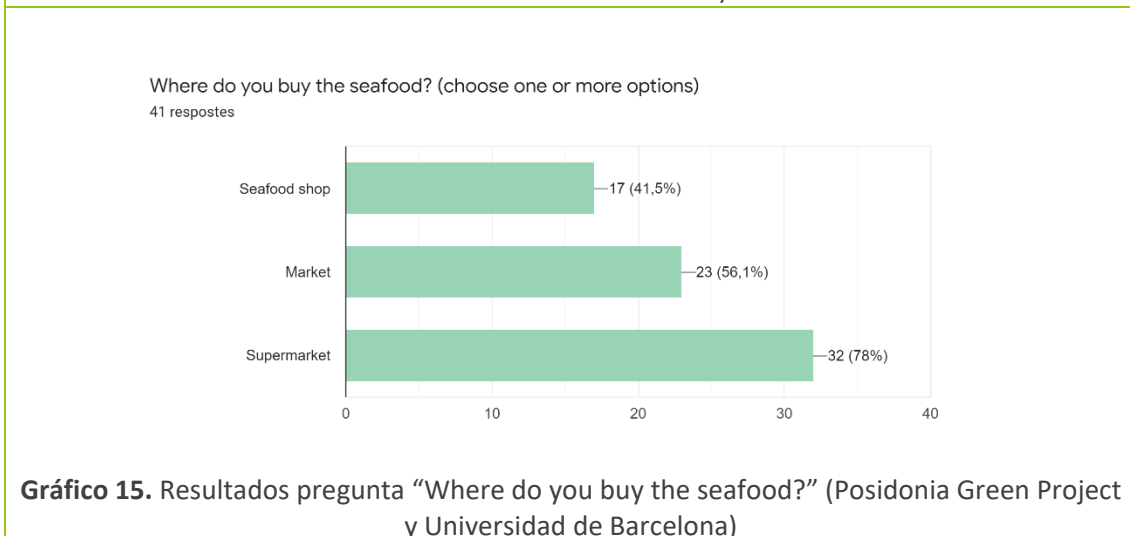 Where do you buy the seafood? (choose one or more options)
41 respostes
Seafood shop
17 (41,5%)
Market
23 (56,1%)
Supermarket
32 (78%)
0 10 20 30 40
Gráfico 15. Resultados pregunta “Where do you buy the seafood?” (Posidonia Green Project
y Universidad de Barcelona)